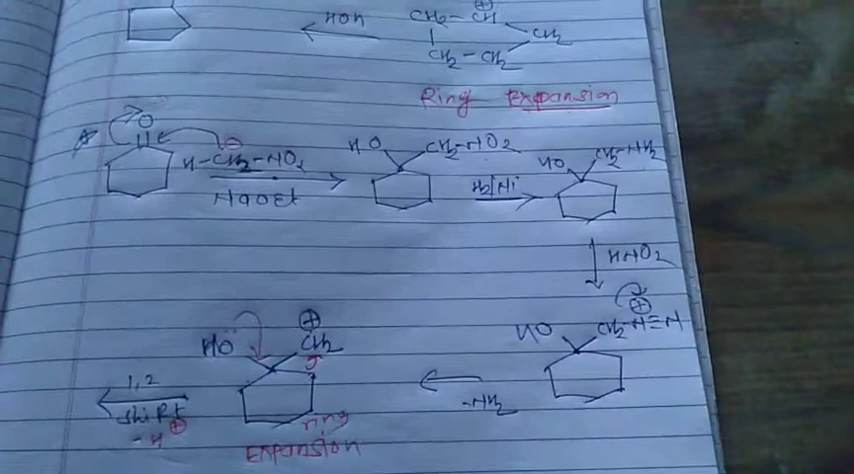 HOH
CH2 - CH
CH2
CH2 - CH2
Ring Expansion
O
H - CH2 - NO2
NaOEt
HO CH2-NO2
H2/Ni
HO CH2-NH2
HNO2
HO CH2-N≡N
-NH2
HO CH2
1,2
shift
-H
ring
Expansion